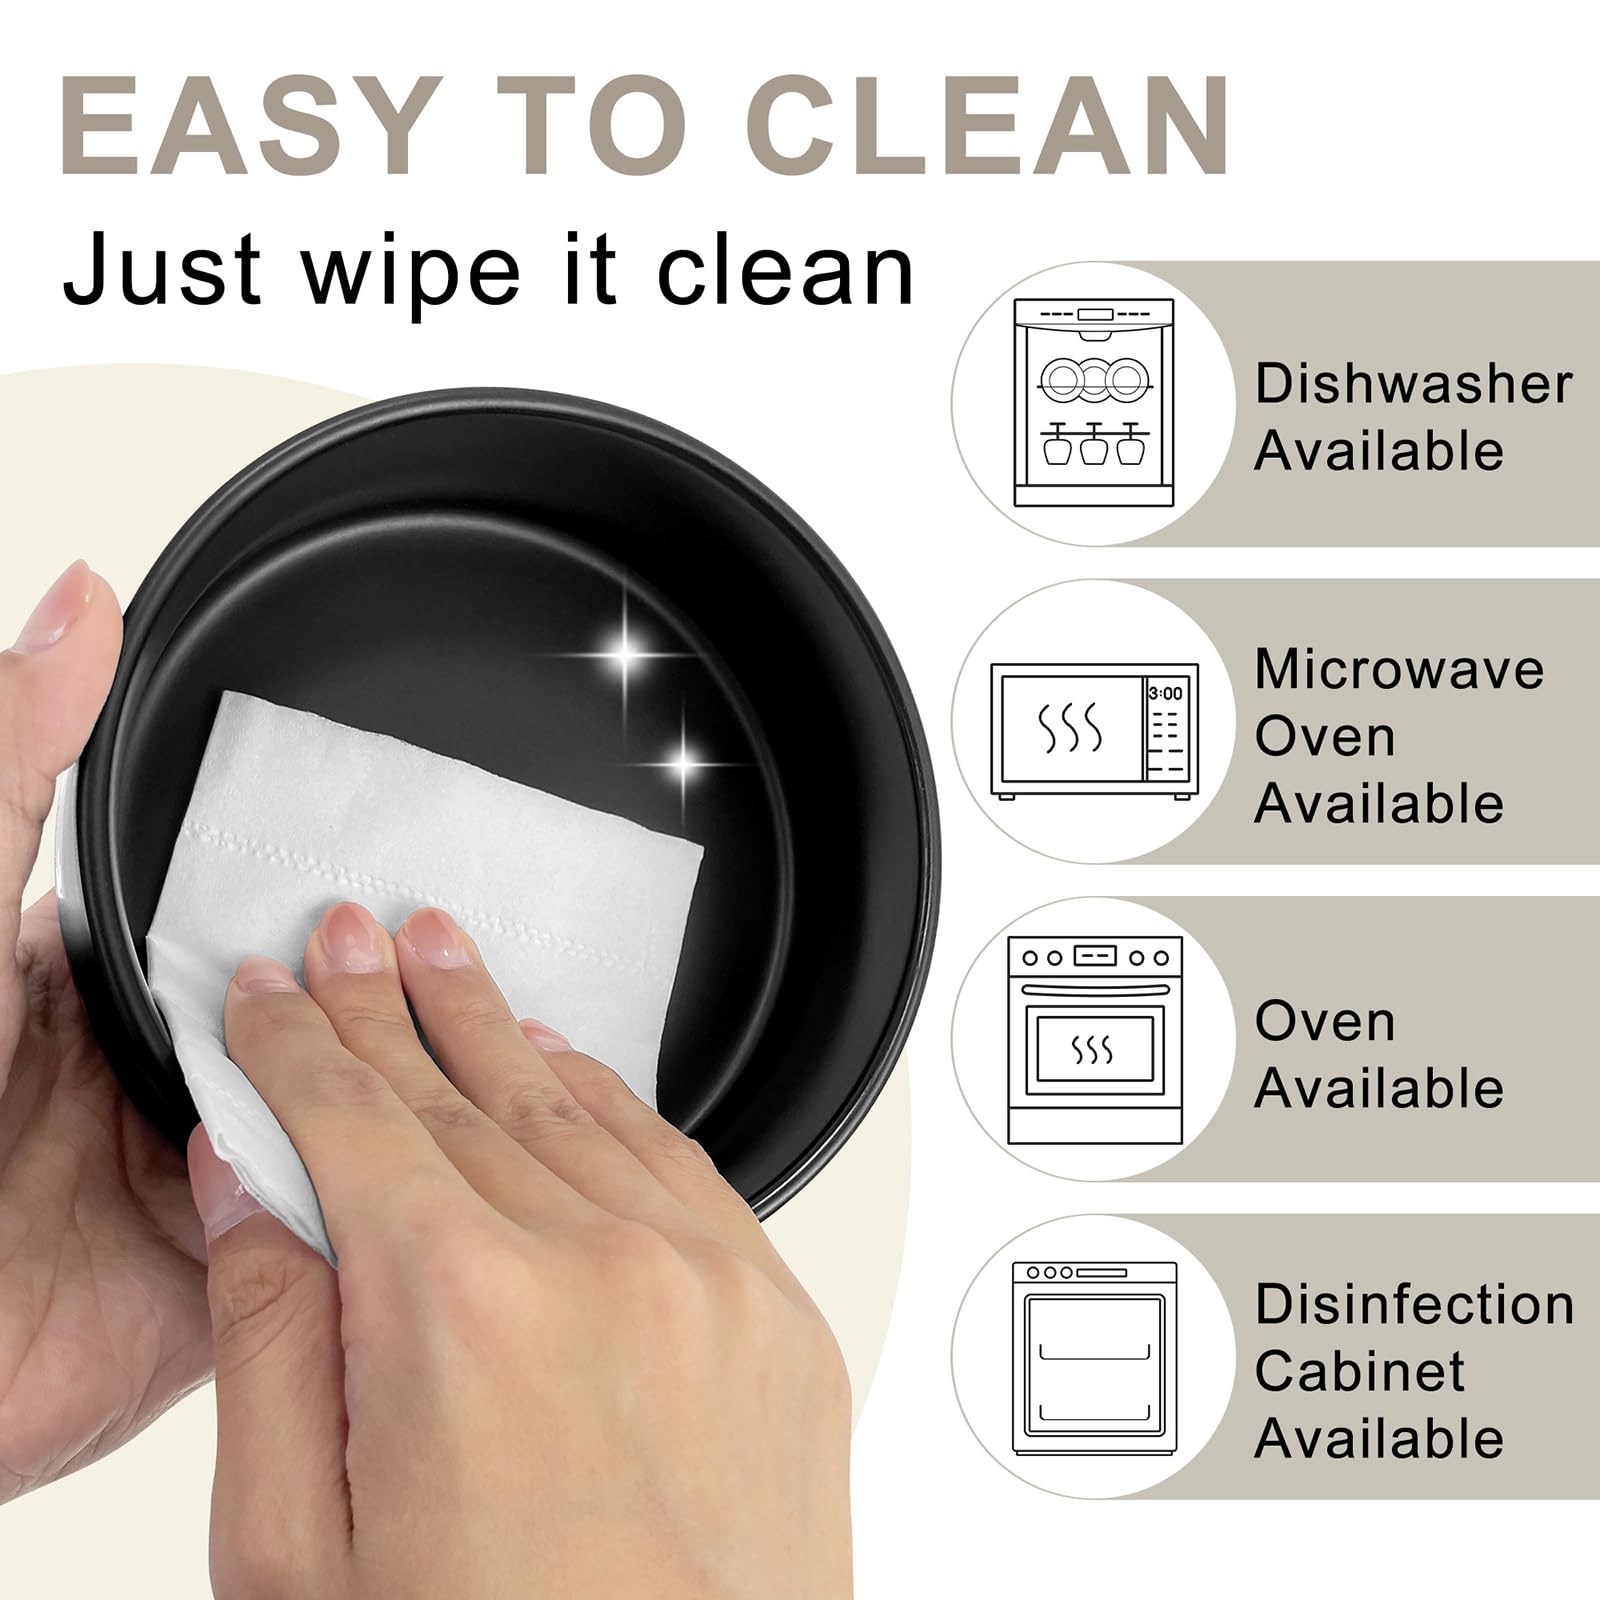 EASY TO CLEAN
Just wipe it clean
Dishwasher
Available
3:00
Microwave
Oven
Available
Oven
Available
Disinfection
Cabinet
Available